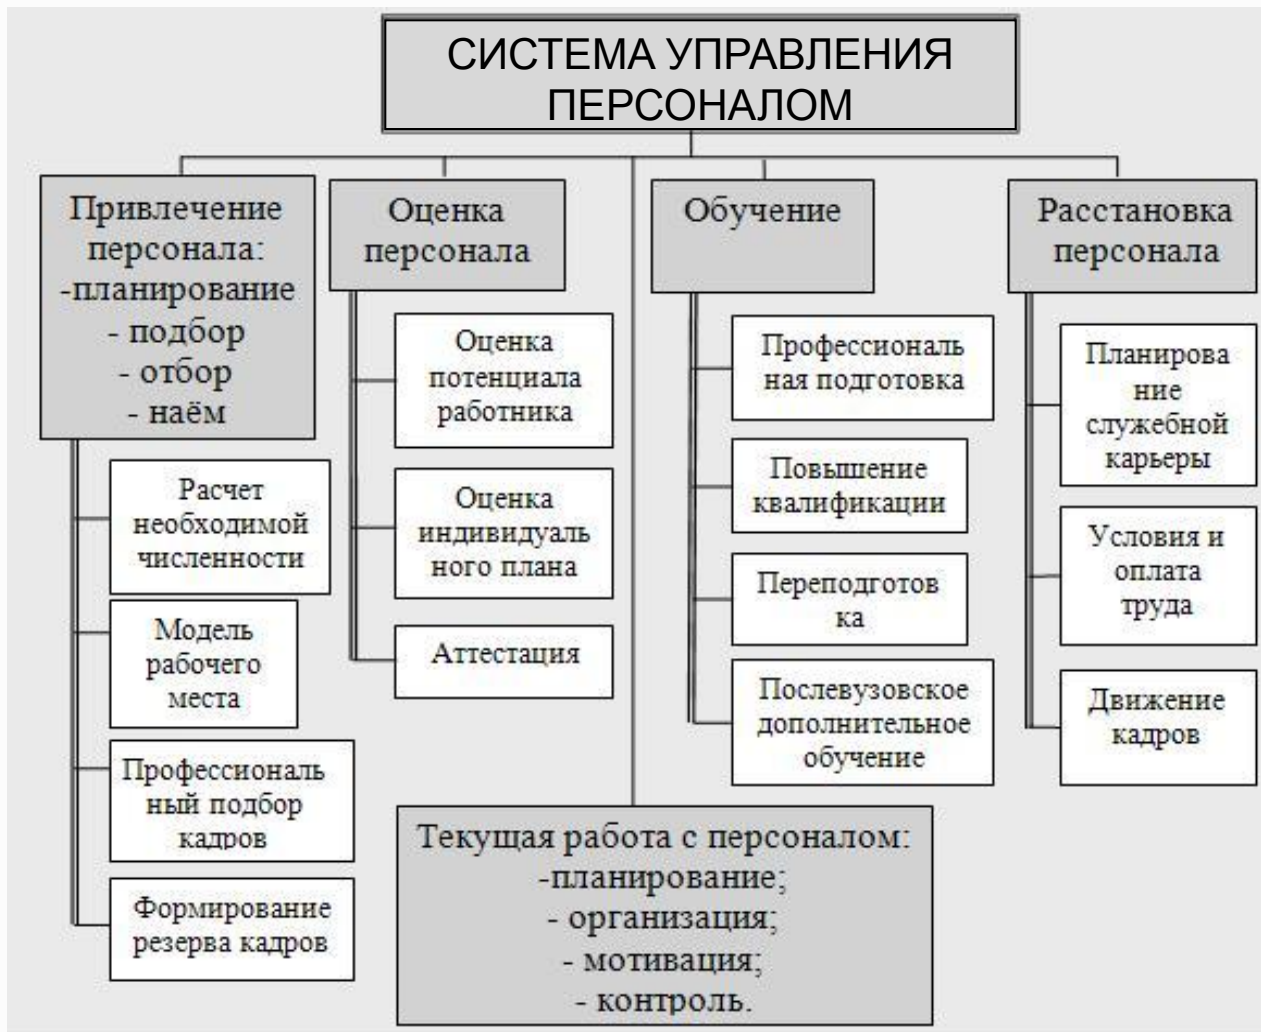 СИСТЕМА УПРАВЛЕНИЯ
ПЕРСОНАЛОМ
Привлечение
персонала:
-планирование
- подбор
- отбор
- наём
Расчет
необходимой
численности
Модель
рабочего
места
Профессиональ
ный подбор
кадров
Формирование
резерва кадров
Оценка
персонала
Оценка
потенциала
работника
Оценка
индивидуаль
ного плана
Аттестация
Обучение
Профессиональ
ная подготовка
Повышение
квалификации
Переподготов
ка
Послевузовское
дополнительное
обучение
Расстановка
персонала
Планирова
ние
служебной
карьеры
Условия и
оплата
труда
Движение
кадров
Текущая работа с персоналом:
-планирование;
- организация;
- мотивация;
- контроль.